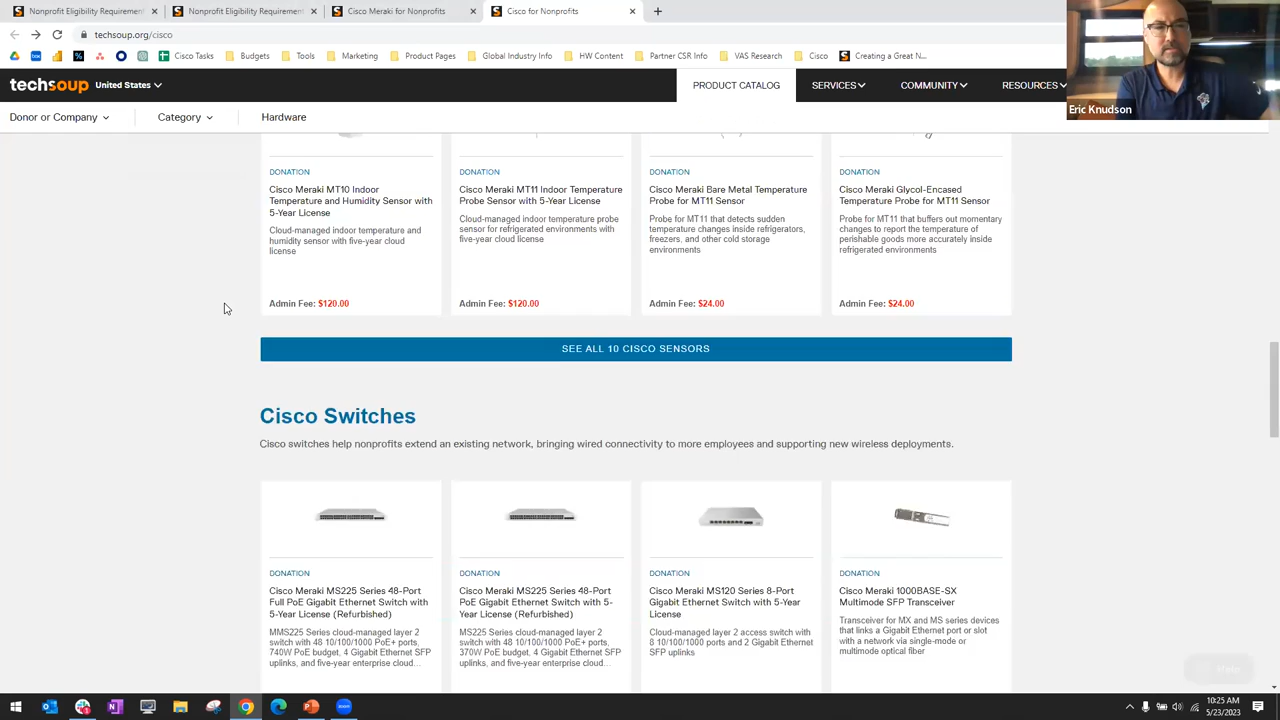 Nonprofit Eligibility Requirement
Nonprofit Eligibility Requirement
Cisco Meraki for Nonprofits
Cisco for Nonprofits
techsoup.org/cisco
Cisco Tasks
Budgets
Tools
Marketing
Product Pages
Global Industry Info
HW Content
Partner CSR Info
VAS Research
Cisco
Creating a Great N...
techsoup
United States
PRODUCT CATALOG
SERVICES
COMMUNITY
RESOURCES
Eric Knudson
Donor or Company
Category
Hardware
DONATION
Cisco Meraki MT10 Indoor
Temperature and Humidity Sensor with
5-Year License
Cloud-managed indoor temperature and
humidity sensor with five-year cloud
license
Admin Fee: $120.00
DONATION
Cisco Meraki MT11 Indoor Temperature
Probe Sensor with 5-Year License
Cloud-managed indoor temperature probe
sensor for refrigerated environments with
five-year cloud license
Admin Fee: $120.00
DONATION
Cisco Meraki Bare Metal Temperature
Probe for MT11 Sensor
Probe for MT11 that detects sudden
temperature changes inside refrigerators,
freezers, and other cold storage
environments
Admin Fee: $24.00
DONATION
Cisco Meraki Glycol-Encased
Temperature Probe for MT11 Sensor
Probe for MT11 that buffers out momentary
changes to report the temperature of
perishable goods more accurately inside
refrigerated environments
Admin Fee: $24.00
SEE ALL 10 CISCO SENSORS
Cisco Switches
Cisco switches help nonprofits extend an existing network, bringing wired connectivity to more employees and supporting new wireless deployments.
DONATION
Cisco Meraki MS225 Series 48-Port
Full PoE Gigabit Ethernet Switch with
5-Year License (Refurbished)
MMS225 Series cloud-managed layer 2
switch with 48 10/100/1000 PoE+ ports,
740W PoE budget, 4 Gigabit Ethernet SFP
uplinks, and five-year enterprise cloud...
DONATION
Cisco Meraki MS225 Series 48-Port
PoE Gigabit Ethernet Switch with 5-
Year License (Refurbished)
MS225 Series cloud-managed layer 2
switch with 48 10/100/1000 PoE+ ports,
370W PoE budget, 4 Gigabit Ethernet SFP
uplinks, and five-year enterprise cloud...
DONATION
Cisco Meraki MS120 Series 8-Port
Gigabit Ethernet Switch with 5-Year
License
Cloud-managed layer 2 access switch with
8 10/100/1000 ports and 2 Gigabit Ethernet
SFP uplinks
DONATION
Cisco Meraki 1000BASE-SX
Multimode SFP Transceiver
Transceiver for MX and MS series devices
that links a Gigabit Ethernet port or slot
with a network via single-mode or
multimode optical fiber
Help
10:25 AM
5/23/2023